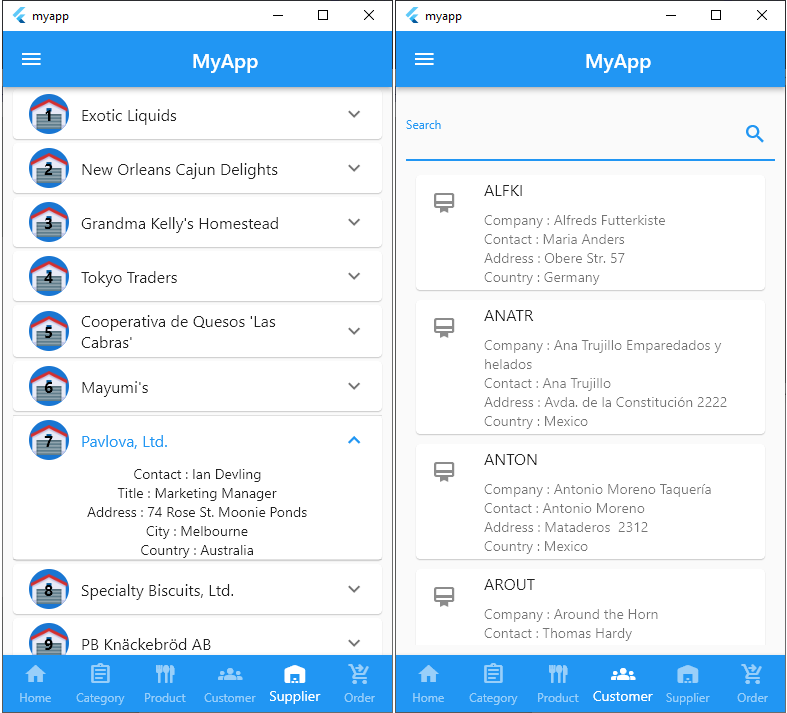 myapp
MyApp
1 Exotic Liquids
2 New Orleans Cajun Delights
3 Grandma Kelly's Homestead
4 Tokyo Traders
5 Cooperativa de Quesos 'Las
Cabras'
6 Mayumi's
7 Pavlova, Ltd.
Contact : Ian Devling
Title : Marketing Manager
Address : 74 Rose St. Moonie Ponds
City : Melbourne
Country : Australia
8 Specialty Biscuits, Ltd.
9 PB Knäckebröd AB
Home Category Product Customer Supplier Order
myapp
MyApp
Search
ALFKI
Company : Alfreds Futterkiste
Contact : Maria Anders
Address : Obere Str. 57
Country : Germany
ANATR
Company : Ana Trujillo Emparedados y
helados
Contact : Ana Trujillo
Address : Avda. de la Constitución 2222
Country : Mexico
ANTON
Company : Antonio Moreno Taquería
Contact : Antonio Moreno
Address : Mataderos  2312
Country : Mexico
AROUT
Company : Around the Horn
Contact : Thomas Hardy
Home Category Product Customer Supplier Order